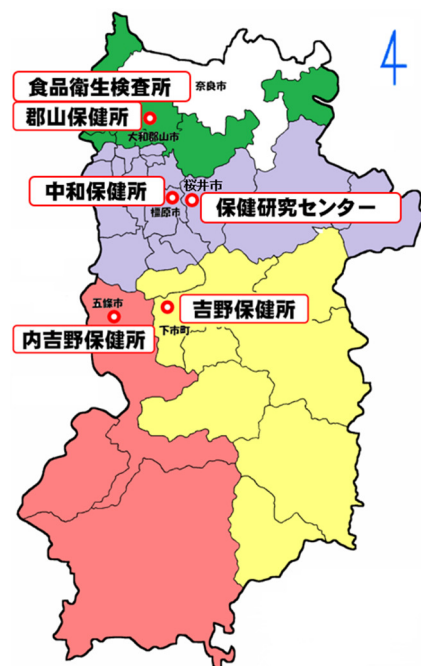 食品衛生検査所
奈良市
郡山保健所
大和郡山市
中和保健所
桜井市
橿原市
保健研究センター
五條市
内吉野保健所
吉野保健所
下市町